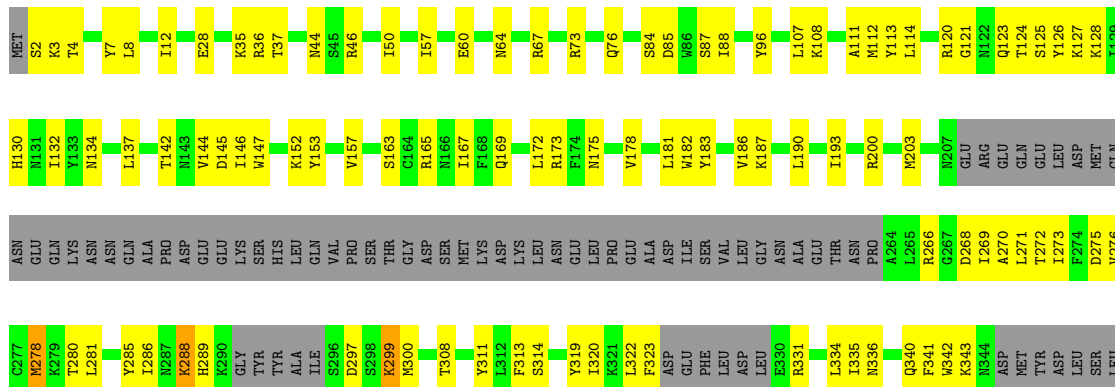 MET S2 K3 T4 Y7 L8 I12 E28 K35 R36 T37 N44 S45 R46 I50 I57 E60 N64 R67 R73 Q76 S84 D85 W86 S87 I88 Y96 L107 K108 A111 M112 Y113 L114 R120 G121 N122 Q123 T124 S125 Y126 K127 K128 I129
H130 N131 I132 Y133 N134 L137 T142 N143 V144 D145 I146 W147 K152 Y153 V157 S163 C164 R165 N166 I167 F168 Q169 L172 R173 F174 N175 V178 L181 W182 Y183 V186 K187 L190 I193 R200 M203 N207 GLU ARG GLU GLN GLU LEU ASP MET GLN
ASN GLU GLN LYS ASN ASN GLN ALA PRO ASP GLU GLU LYS SER HIS LEU GLN VAL PRO SER THR GLY ASP SER MET LYS ASP LYS LEU ASN GLU LEU PRO GLU ALA ASP ILE SER VAL LEU GLY ASN ALA GLU THR ASN PRO A264 L265 R266 G267 D268 I269 A270 L271 T272 I273 F274 D275 V276
C277 M278 K279 T280 L281 Y285 I286 N287 K288 H289 K290 GLY TYR TYR ALA ILE S296 D297 S298 K299 M300 T308 Y311 L312 F313 S314 Y319 I320 K321 L322 F323 ASP GLU PHE LEU ASP LEU E330 R331 L334 I335 N336 Q340 F341 W342 K343 N344 ASP MET TYR ASP LEU SER LEU